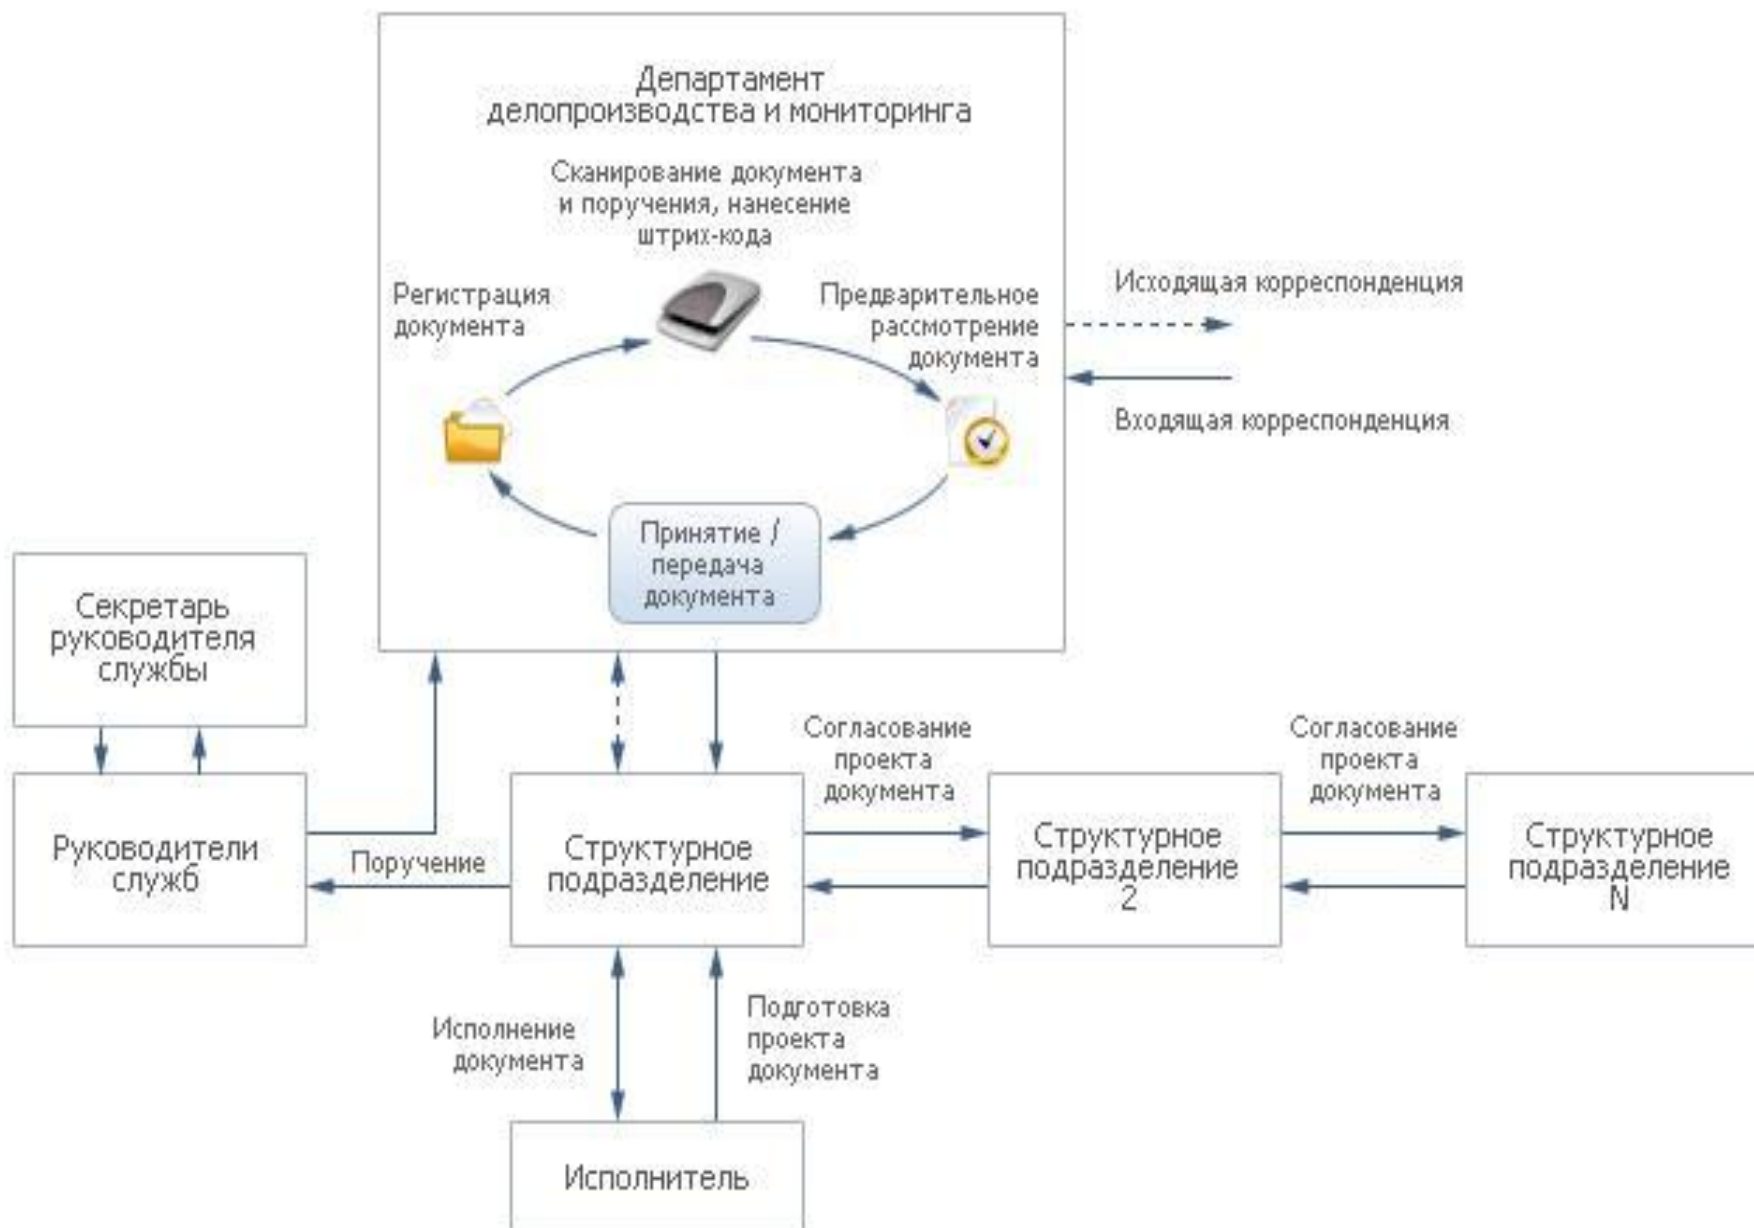 Департамент
делопроизводства и мониторинга
Сканирование документа
и поручения, нанесение
штрих-кода
Регистрация
документа
Предварительное
рассмотрение
документа
Исходящая корреспонденция
Входящая корреспонденция
Принятие /
передача
документа
Секретарь
руководителя
службы
Согласование
проекта
документа
Согласование
проекта
документа
Руководители
служб
Поручение
Структурное
подразделение
Структурное
подразделение
2
Структурное
подразделение
N
Исполнение
документа
Подготовка
проекта
документа
Исполнитель